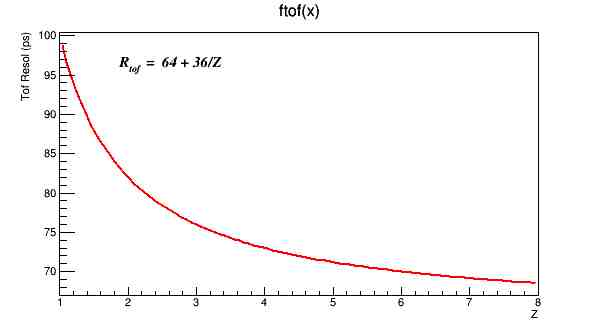 ftof(x)
Tof Resol (ps)
R_tof = 64 + 36/Z
100
95
90
85
80
75
70
1 2 3 4 5 6 7 8
Z